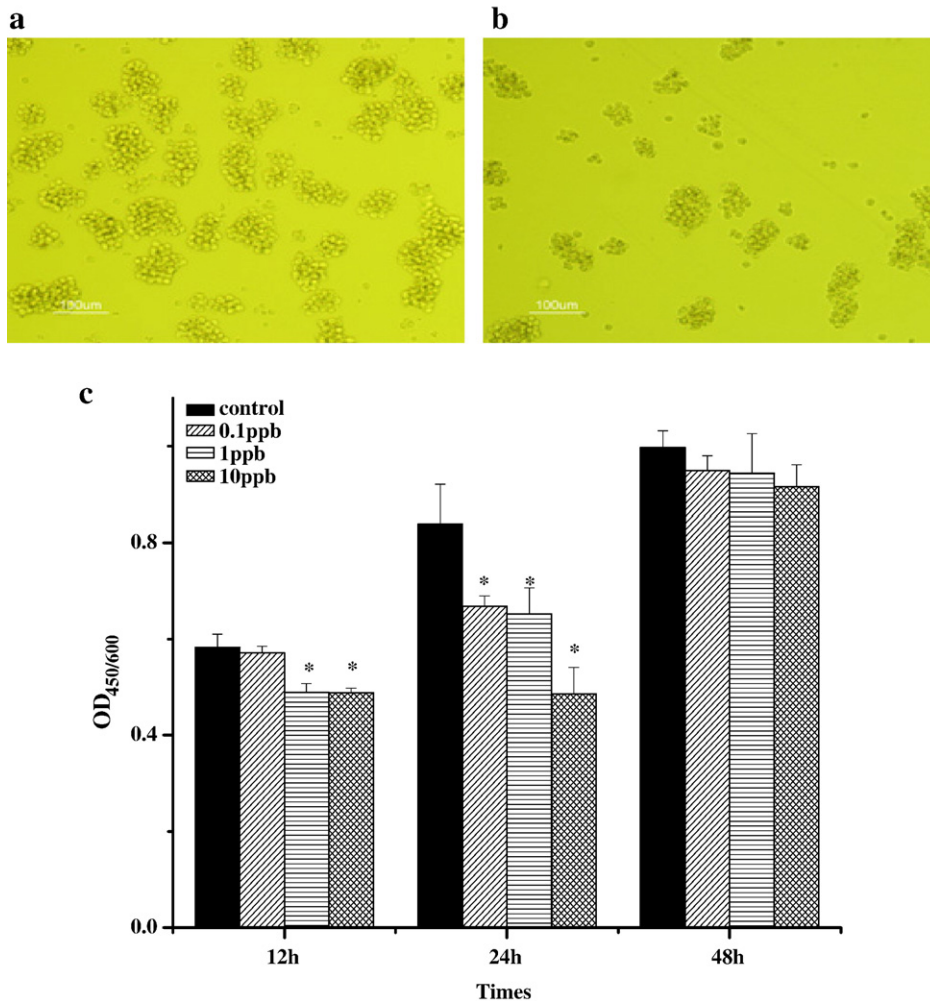 a
b
100um
100um
c
control
0.1ppb
1ppb
10ppb
0.8
0.4
0.0
OD450/600
* *
* * *
12h 24h 48h
Times